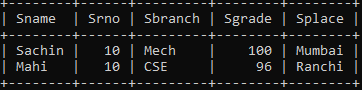 +--------+------+---------+--------+--------+
| Sname  | Srno | Sbranch | Sgrade | Splace |
+--------+------+---------+--------+--------+
| Sachin |   10 | Mech    |    100 | Mumbai |
| Mahi   |   10 | CSE     |     96 | Ranchi |
+--------+------+---------+--------+--------+